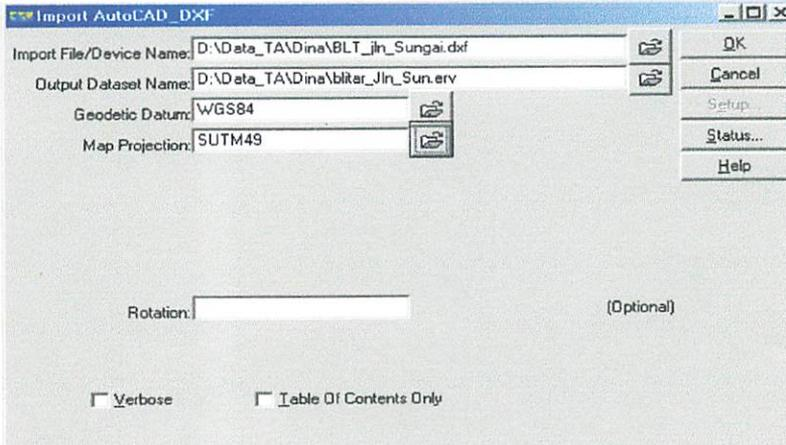 Import AutoCAD_DXF
Import File/Device Name: D:\Data_TA\Dina\BLT_jln_Sungai.dxf
OK
Output Dataset Name: D:\Data_TA\Dina\blitar_Jln_Sun.erv
Cancel
Geodetic Datum: WGS84
Setup...
Map Projection: SUTM49
Status...
Help
Rotation:
(Optional)
Verbose
Table Of Contents Only